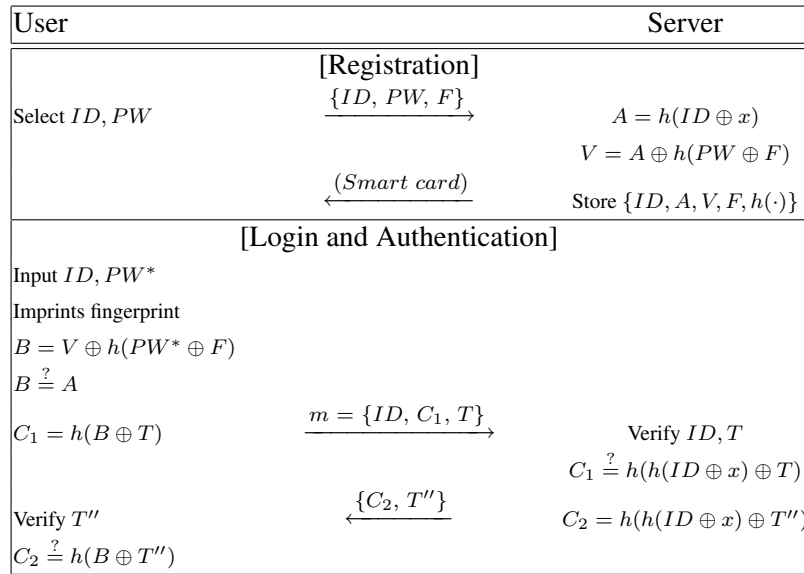 User Server
[Registration]
Select ID, PW {ID, PW, F} A = h(ID ⊕ x)
V = A ⊕ h(PW ⊕ F)
(Smart card) Store {ID, A, V, F, h(·)}
[Login and Authentication]
Input ID, PW*
Imprints fingerprint
B = V ⊕ h(PW* ⊕ F)
B ≟ A
C₁ = h(B ⊕ T) m = {ID, C₁, T} Verify ID, T
C₁ ≟ h(h(ID ⊕ x) ⊕ T)
Verify T″ {C₂, T″} C₂ = h(h(ID ⊕ x) ⊕ T″)
C₂ ≟ h(B ⊕ T″)